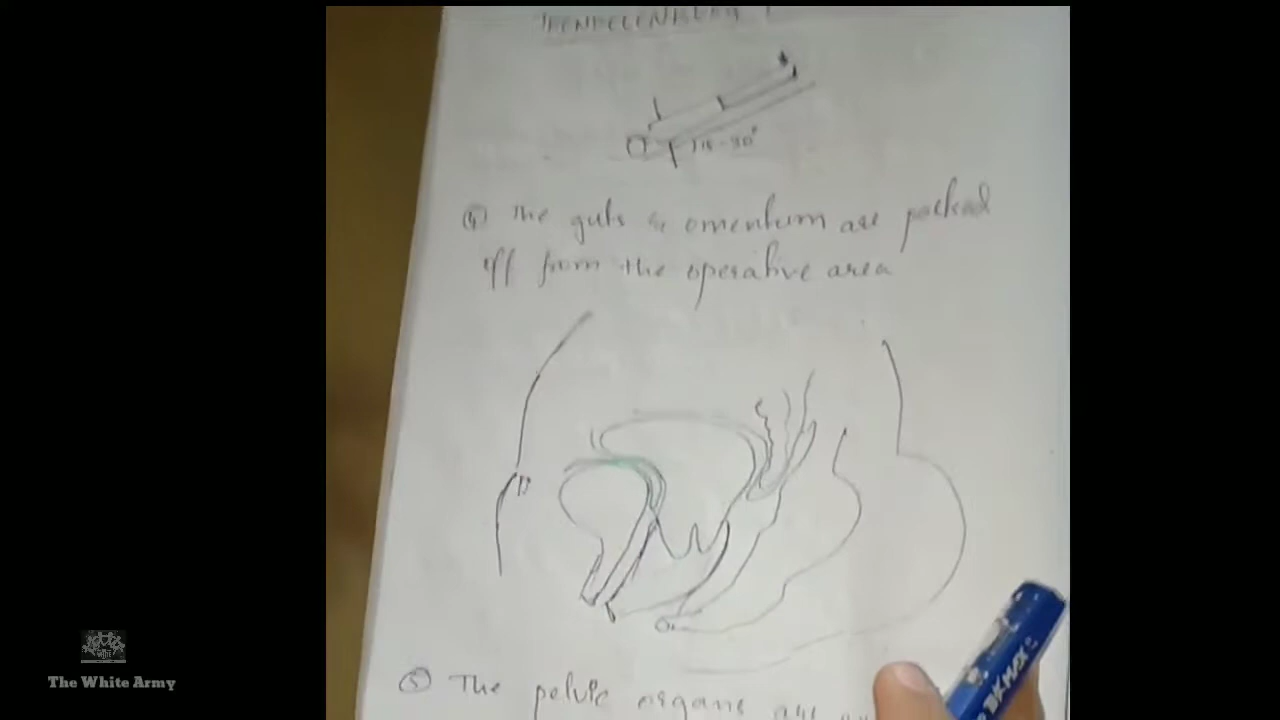 TRENDELENBURG
15-30°
④ The guts & omentum are packed
off from the operative area
⑤ The pelvic organs are
BKMAX
The White Army